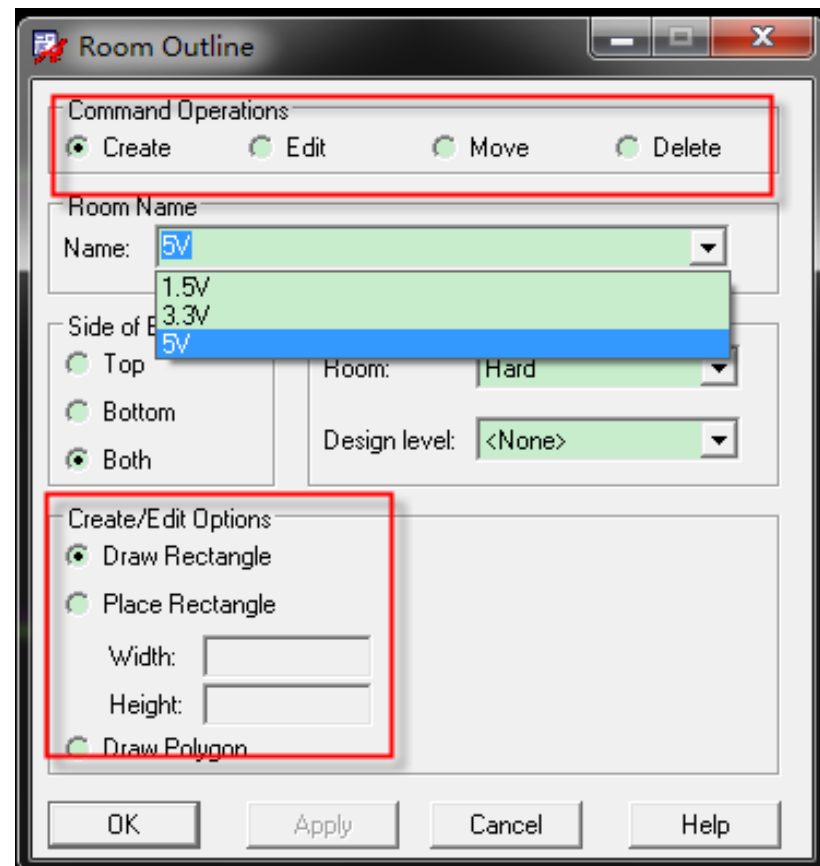 Room Outline
Command Operations
Create Edit Move Delete
Room Name
Name: 5V
1.5V
3.3V
5V
Side of
Top
Room: Hard
Bottom
Design level: <None>
Both
Create/Edit Options
Draw Rectangle
Place Rectangle
Width:
Height:
Draw Polygon
OK Apply Cancel Help